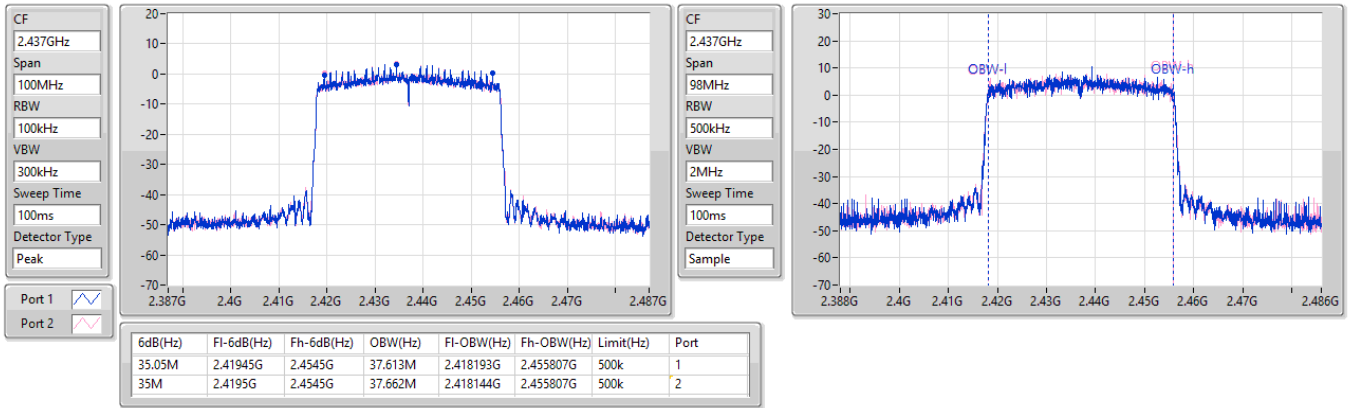 CF
2.437GHz
Span
100MHz
RBW
100kHz
VBW
300kHz
Sweep Time
100ms
Detector Type
Peak
Port 1
Port 2
20
10
0
-10
-20
-30
-40
-50
-60
-70
2.387G 2.4G 2.41G 2.42G 2.43G 2.44G 2.45G 2.46G 2.47G 2.487G
CF
2.437GHz
Span
98MHz
RBW
500kHz
VBW
2MHz
Sweep Time
100ms
Detector Type
Sample
30
20
10
0
-10
-20
-30
-40
-50
-60
-70
OBW-l OBW-h
2.388G 2.4G 2.41G 2.42G 2.43G 2.44G 2.45G 2.46G 2.47G 2.486G
6dB(Hz) Fl-6dB(Hz) Fh-6dB(Hz) OBW(Hz) Fl-OBW(Hz) Fh-OBW(Hz) Limit(Hz) Port
35.05M 2.41945G 2.4545G 37.613M 2.418193G 2.455807G 500k 1
35M 2.4195G 2.4545G 37.662M 2.418144G 2.455807G 500k 2